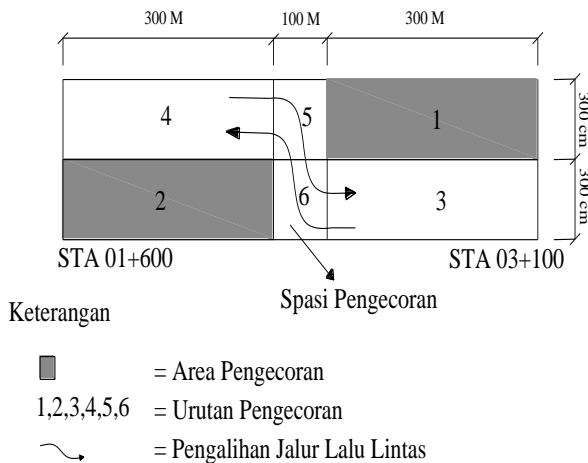 300 M 100 M 300 M
4 5 1
300 cm
2 6 3
300 cm
STA 01+600 STA 03+100
Spasi Pengecoran
Keterangan
= Area Pengecoran
1,2,3,4,5,6 = Urutan Pengecoran
= Pengalihan Jalur Lalu Lintas